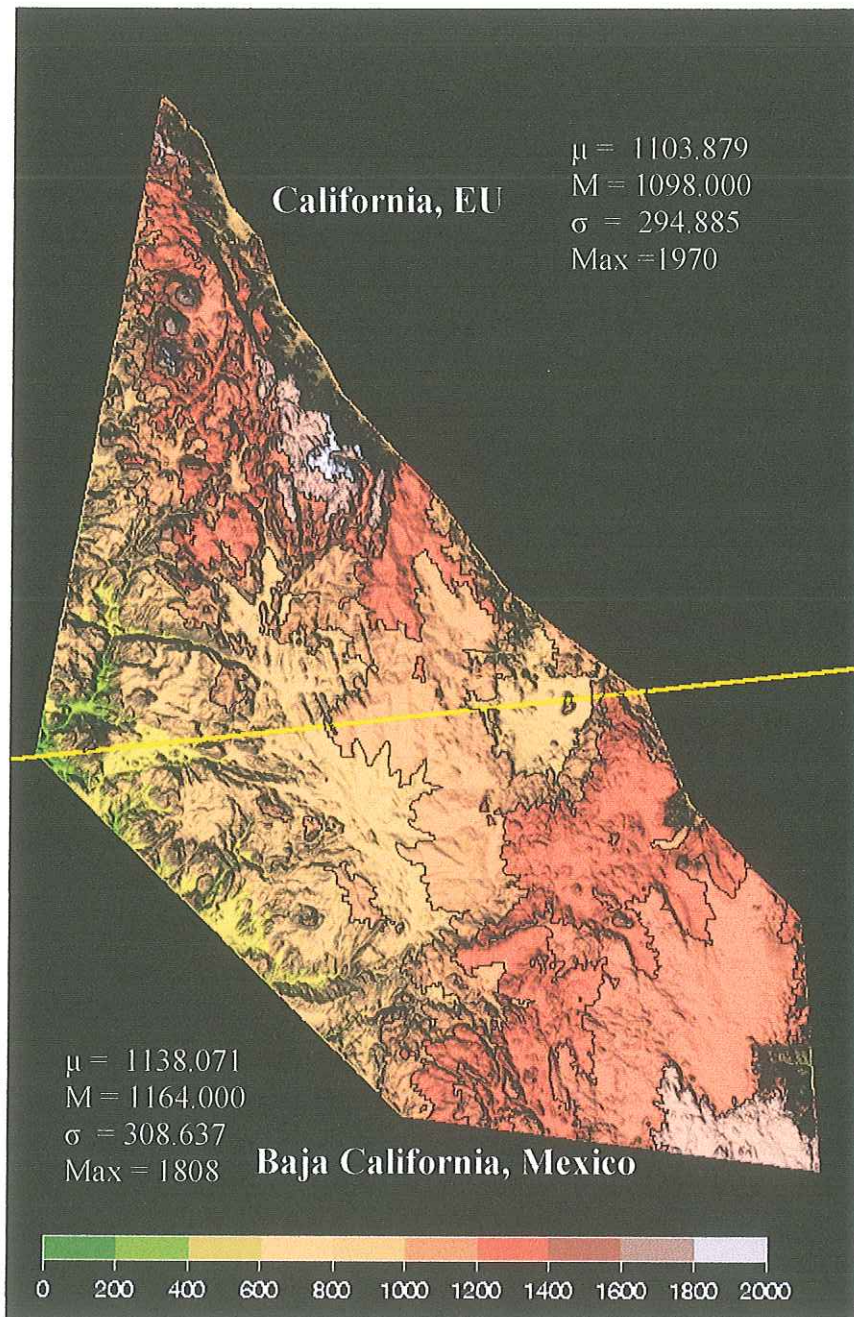 California, EU
μ = 1103.879
M = 1098.000
σ = 294.885
Max =1970
μ = 1138.071
M = 1164.000
σ = 308.637
Max = 1808
Baja California, Mexico
0 200 400 600 800 1000 1200 1400 1600 1800 2000